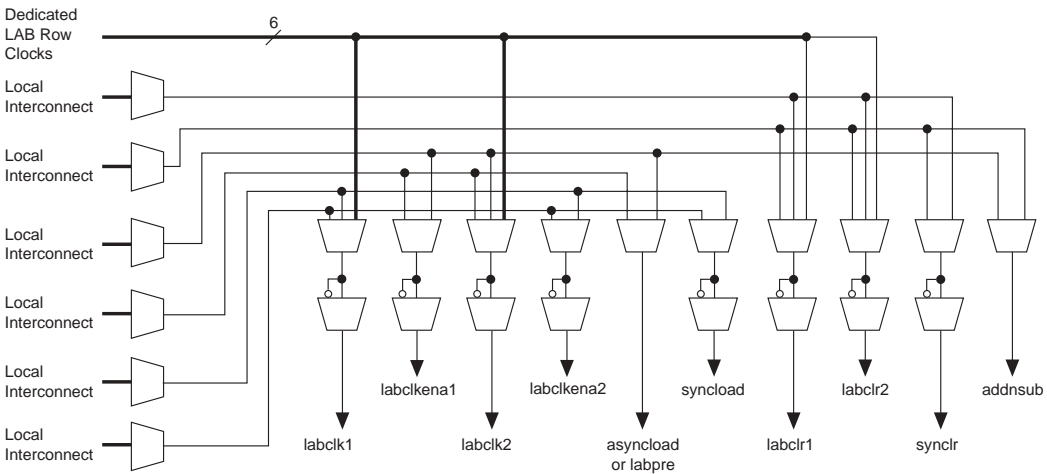 Dedicated
LAB Row
Clocks
6
Local
Interconnect
Local
Interconnect
Local
Interconnect
Local
Interconnect
Local
Interconnect
Local
Interconnect
labclkena1
labclkena2
syncload
labclr2
addnsub
labclk1
labclk2
asyncload
or labpre
labclr1
synclr